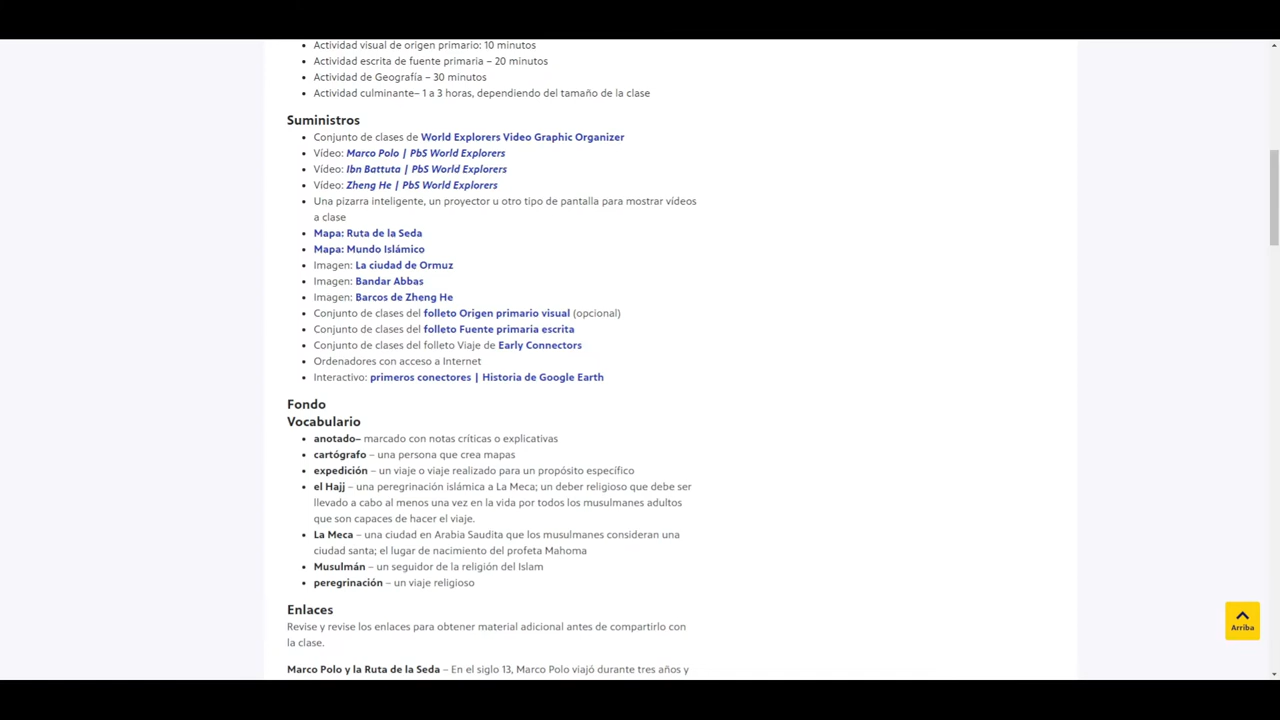 Actividad visual de origen primario: 10 minutos
Actividad escrita de fuente primaria – 20 minutos
Actividad de Geografía – 30 minutos
Actividad culminante– 1 a 3 horas, dependiendo del tamaño de la clase
Suministros
Conjunto de clases de World Explorers Video Graphic Organizer
Vídeo: Marco Polo | PbS World Explorers
Vídeo: Ibn Battuta | PbS World Explorers
Vídeo: Zheng He | PbS World Explorers
Una pizarra inteligente, un proyector u otro tipo de pantalla para mostrar vídeos
a clase
Mapa: Ruta de la Seda
Mapa: Mundo Islámico
Imagen: La ciudad de Ormuz
Imagen: Bandar Abbas
Imagen: Barcos de Zheng He
Conjunto de clases del folleto Origen primario visual (opcional)
Conjunto de clases del folleto Fuente primaria escrita
Conjunto de clases del folleto Viaje de Early Connectors
Ordenadores con acceso a Internet
Interactivo: primeros conectores | Historia de Google Earth
Fondo
Vocabulario
anotado– marcado con notas críticas o explicativas
cartógrafo – una persona que crea mapas
expedición – un viaje o viaje realizado para un propósito específico
el Hajj – una peregrinación islámica a La Meca; un deber religioso que debe ser
llevado a cabo al menos una vez en la vida por todos los musulmanes adultos
que son capaces de hacer el viaje.
La Meca – una ciudad en Arabia Saudita que los musulmanes consideran una
ciudad santa; el lugar de nacimiento del profeta Mahoma
Musulmán – un seguidor de la religión del Islam
peregrinación – un viaje religioso
Enlaces
Revise y revise los enlaces para obtener material adicional antes de compartirlo con
la clase.
Marco Polo y la Ruta de la Seda – En el siglo 13, Marco Polo viajó durante tres años y
Arriba